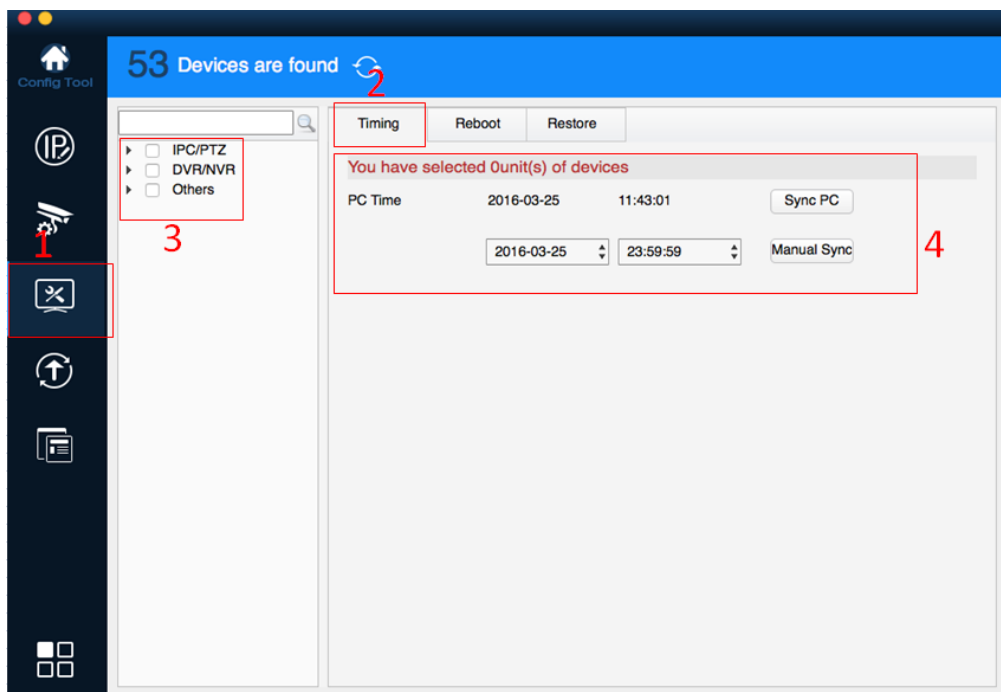 Config Tool
53 Devices are found
2
Timing
Reboot
Restore
IP
IPC/PTZ
DVR/NVR
Others
You have selected 0unit(s) of devices
PC Time
2016-03-25
11:43:01
Sync PC
2016-03-25
23:59:59
Manual Sync
1
3
4